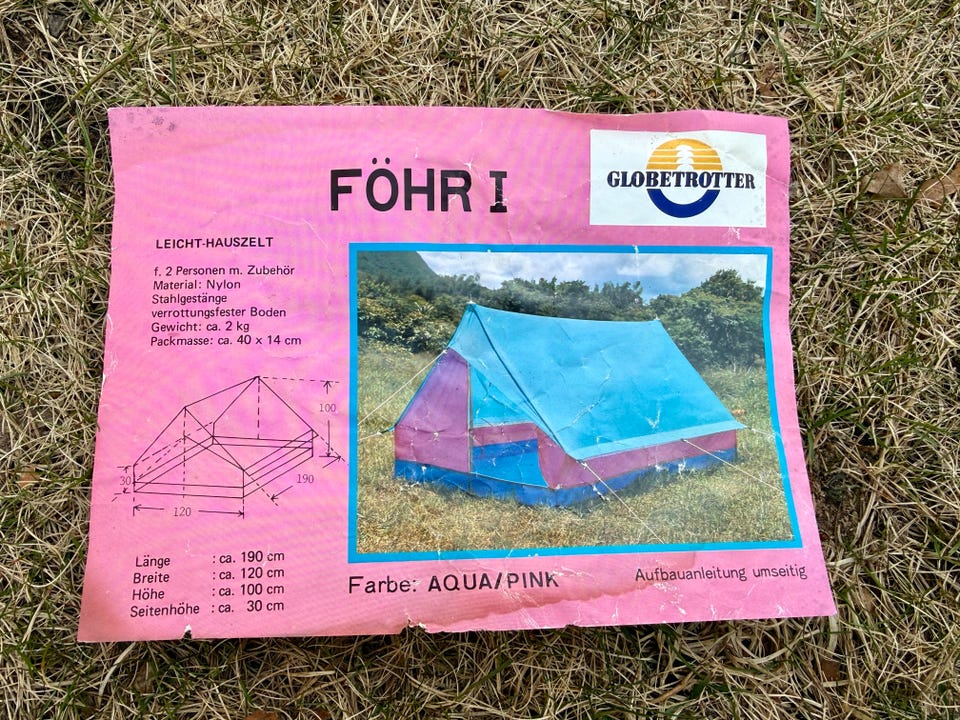 FÖHR I
GLOBETROTTER
LEICHT-HAUSZELT
f. 2 Personen m. Zubehör
Material: Nylon
Stahlgestänge
verrottungsfester Boden
Gewicht: ca. 2 kg
Packmasse: ca. 40 x 14 cm
100
30
190
120
Länge : ca. 190 cm
Breite : ca. 120 cm
Höhe : ca. 100 cm
Seitenhöhe : ca. 30 cm
Farbe: AQUA/PINK
Aufbauanleitung umseitig